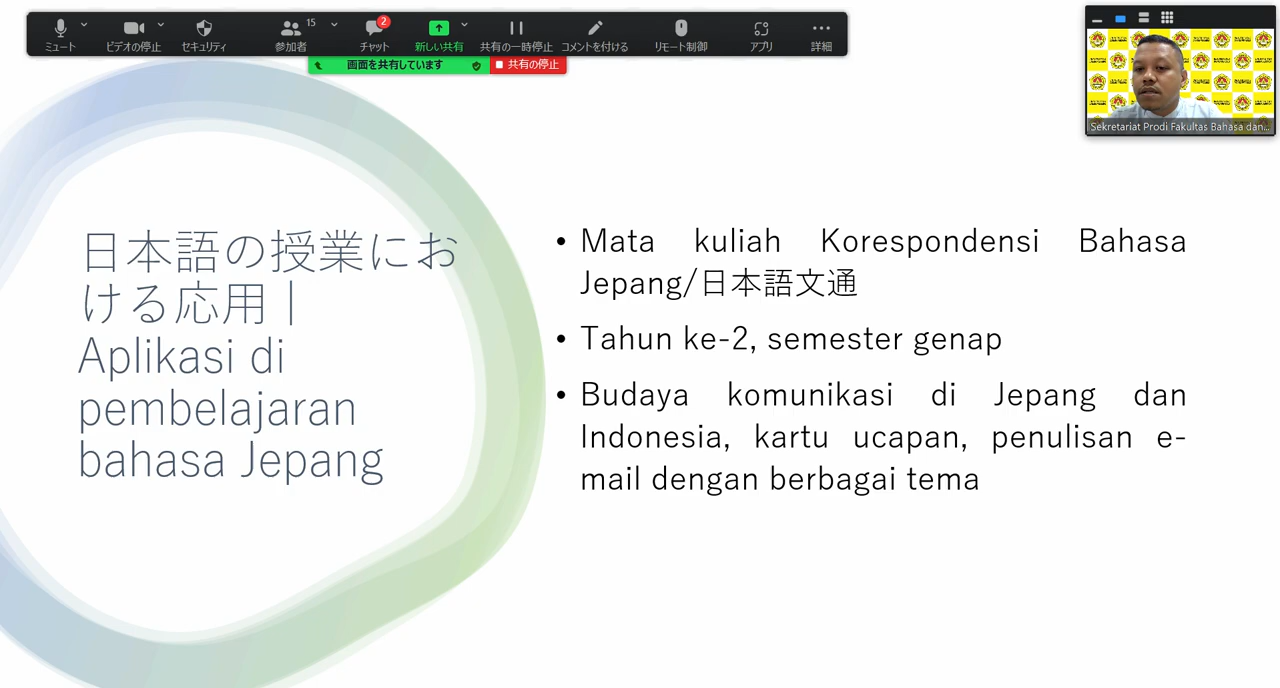 ミュート
ビデオの停止
セキュリティ
参加者
15
チャット
2
新しい共有
共有の一時停止
コメントを付ける
リモート制御
アプリ
詳細
画面を共有しています
共有の停止
Sekretariat Prodi Fakultas Bahasa dan...
日本語の授業にお
ける応用 |
Aplikasi di
pembelajaran
bahasa Jepang
• Mata kuliah Korespondensi Bahasa
Jepang/日本語文通
• Tahun ke-2, semester genap
• Budaya komunikasi di Jepang dan
Indonesia, kartu ucapan, penulisan e-
mail dengan berbagai tema